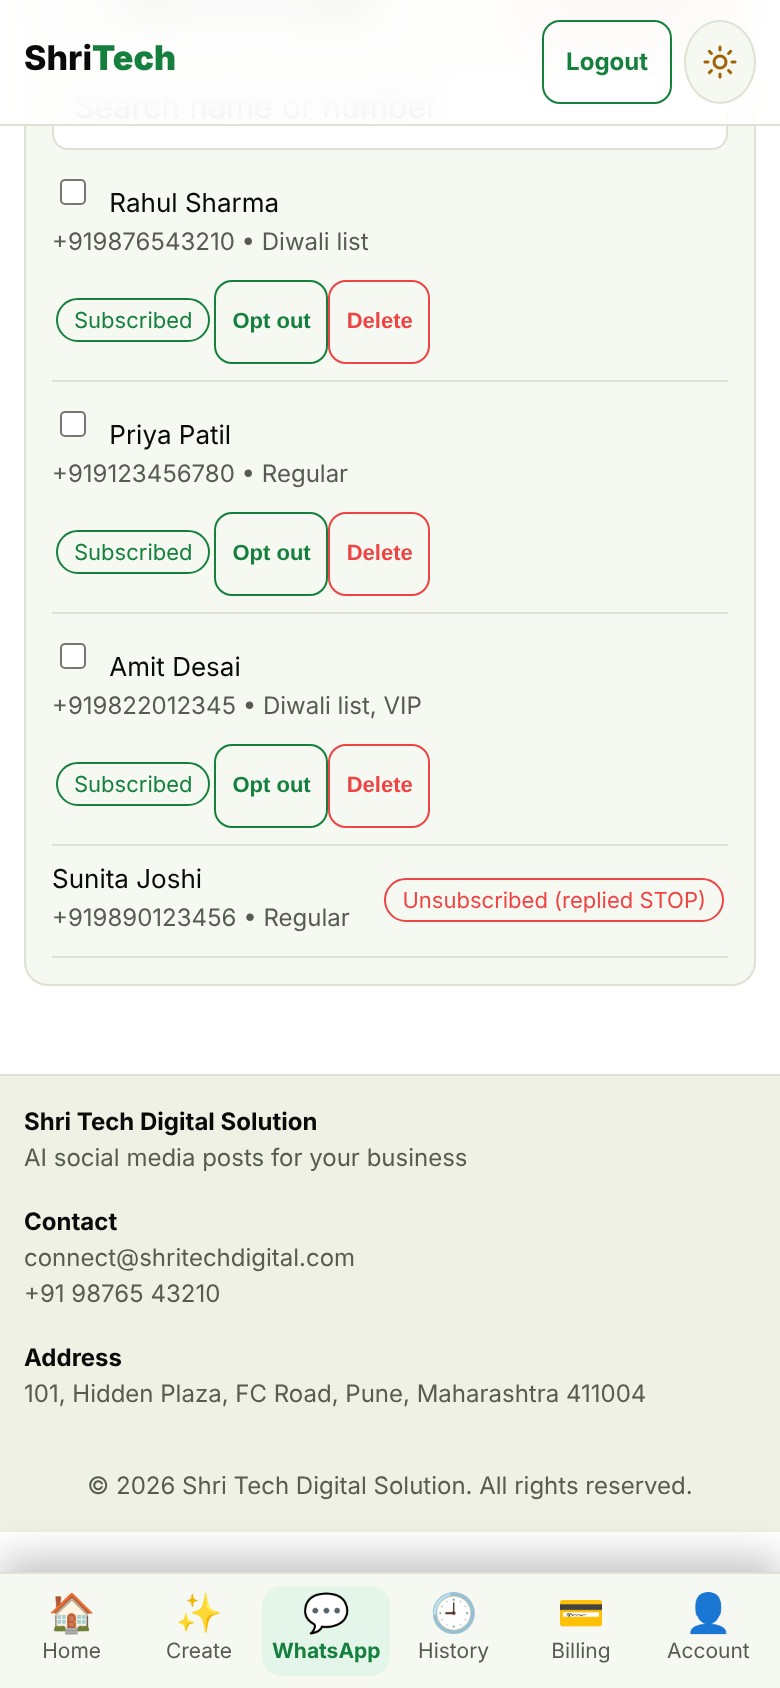 ShriTech
Logout
Search name or number
Rahul Sharma
+919876543210 • Diwali list
Subscribed Opt out Delete
Priya Patil
+919123456780 • Regular
Subscribed Opt out Delete
Amit Desai
+919822012345 • Diwali list, VIP
Subscribed Opt out Delete
Sunita Joshi
+919890123456 • Regular
Unsubscribed (replied STOP)
Shri Tech Digital Solution
AI social media posts for your business
Contact
connect@shritechdigital.com
+91 98765 43210
Address
101, Hidden Plaza, FC Road, Pune, Maharashtra 411004
© 2026 Shri Tech Digital Solution. All rights reserved.
Home Create WhatsApp History Billing Account